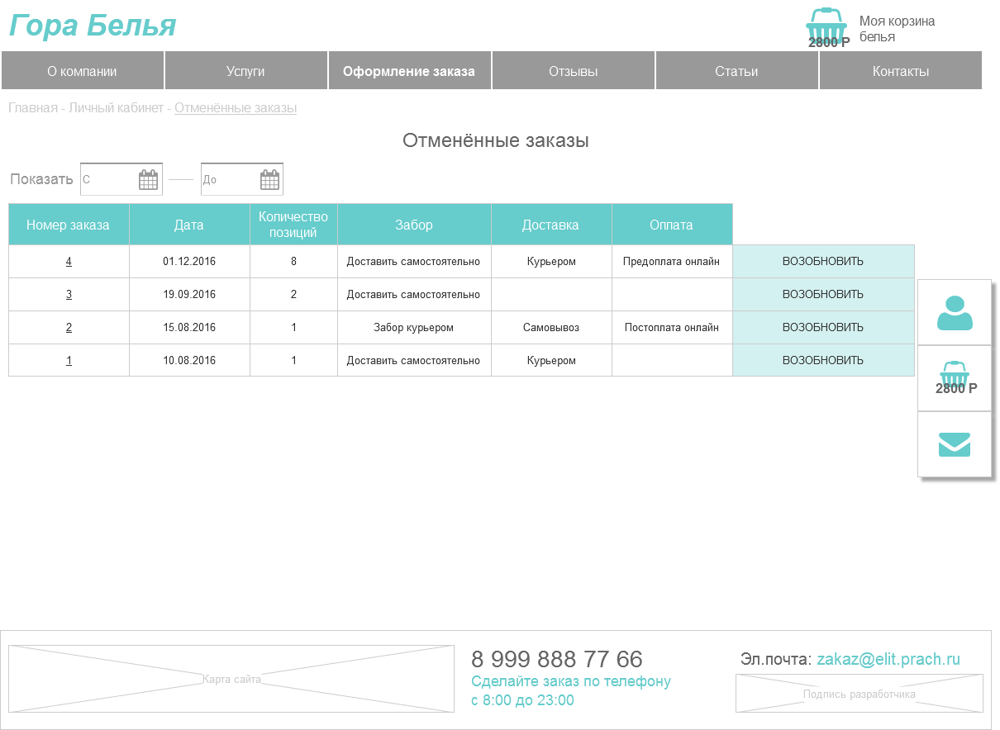 Гора Белья
2800 Р
Моя корзина
белья
О компании
Услуги
Оформление заказа
Отзывы
Статьи
Контакты
Главная - Личный кабинет - Отменённые заказы
Отменённые заказы
Показать С До
Номер заказа Дата Количество позиций Забор Доставка Оплата
4 01.12.2016 8 Доставить самостоятельно Курьером Предоплата онлайн ВОЗОБНОВИТЬ
3 19.09.2016 2 Доставить самостоятельно ВОЗОБНОВИТЬ
2 15.08.2016 1 Забор курьером Самовывоз Постоплата онлайн ВОЗОБНОВИТЬ
1 10.08.2016 1 Доставить самостоятельно Курьером ВОЗОБНОВИТЬ
2800 Р
Карта сайта
8 999 888 77 66
Сделайте заказ по телефону
с 8:00 до 23:00
Эл.почта: zakaz@elit.prach.ru
Подпись разработчика